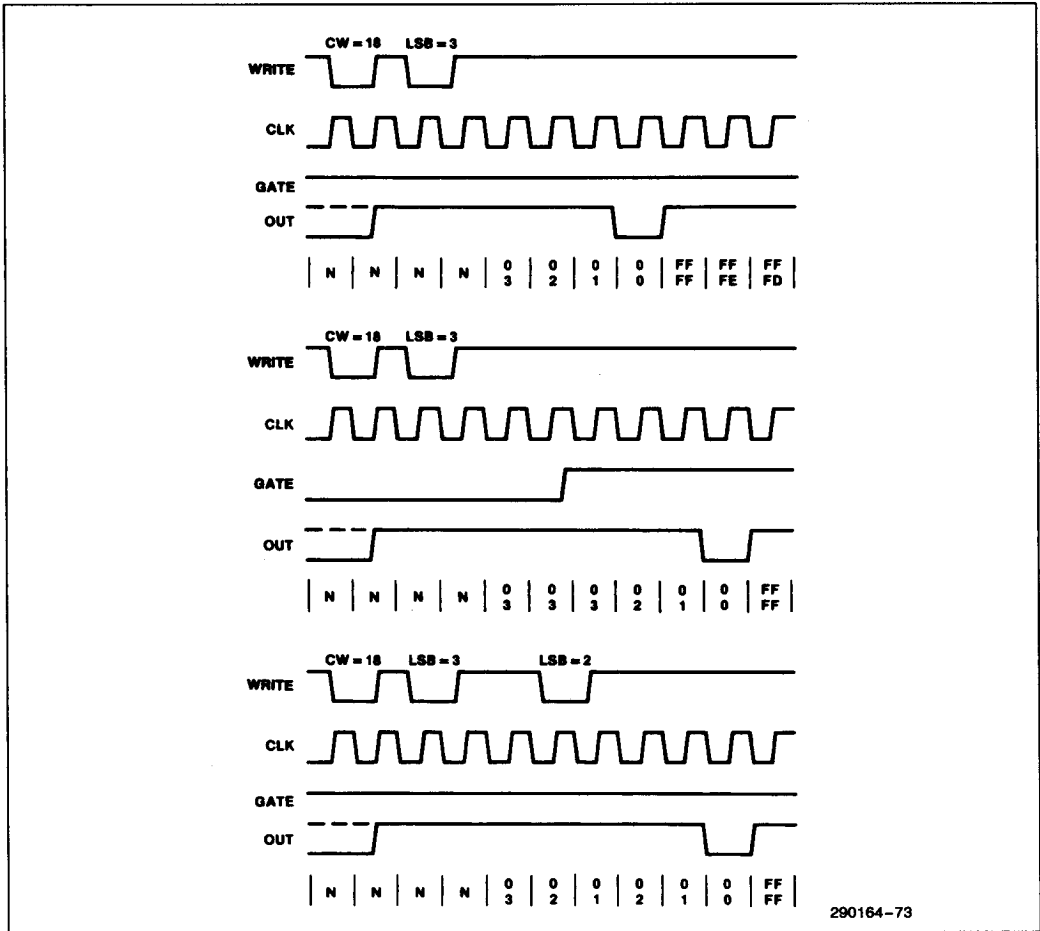 CW = 18 LSB = 3
WRITE
CLK
GATE
OUT
N N N N 0 0 0 0 FF FF FF
3 2 1 0 FF FE FD
CW = 18 LSB = 3
WRITE
CLK
GATE
OUT
N N N N 0 0 0 0 0 0 FF
3 3 3 2 1 0 FF
CW = 18 LSB = 3 LSB = 2
WRITE
CLK
GATE
OUT
N N N N 0 0 0 0 0 0 FF
3 2 1 2 1 0 FF
290164-73